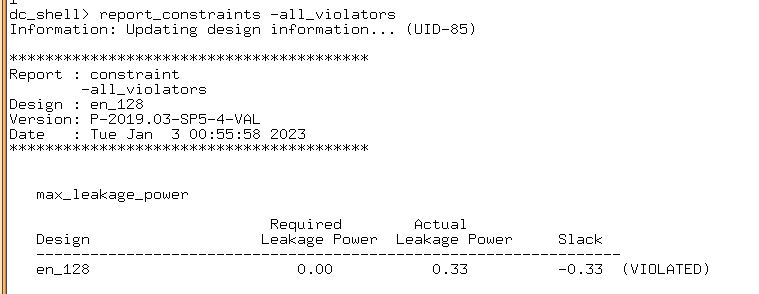 dc_shell> report_constraints -all_violators
Information: Updating design information... (UID-85)
****************************************
Report : constraint
        -all_violators
Design : en_128
Version: P-2019.03-SP5-4-VAL
Date   : Tue Jan  3 00:55:58 2023
****************************************
   max_leakage_power
                             Required        Actual
   Design                   Leakage Power  Leakage Power     Slack
   -----------------------------------------------------------------
   en_128                       0.00          0.33          -0.33  (VIOLATED)